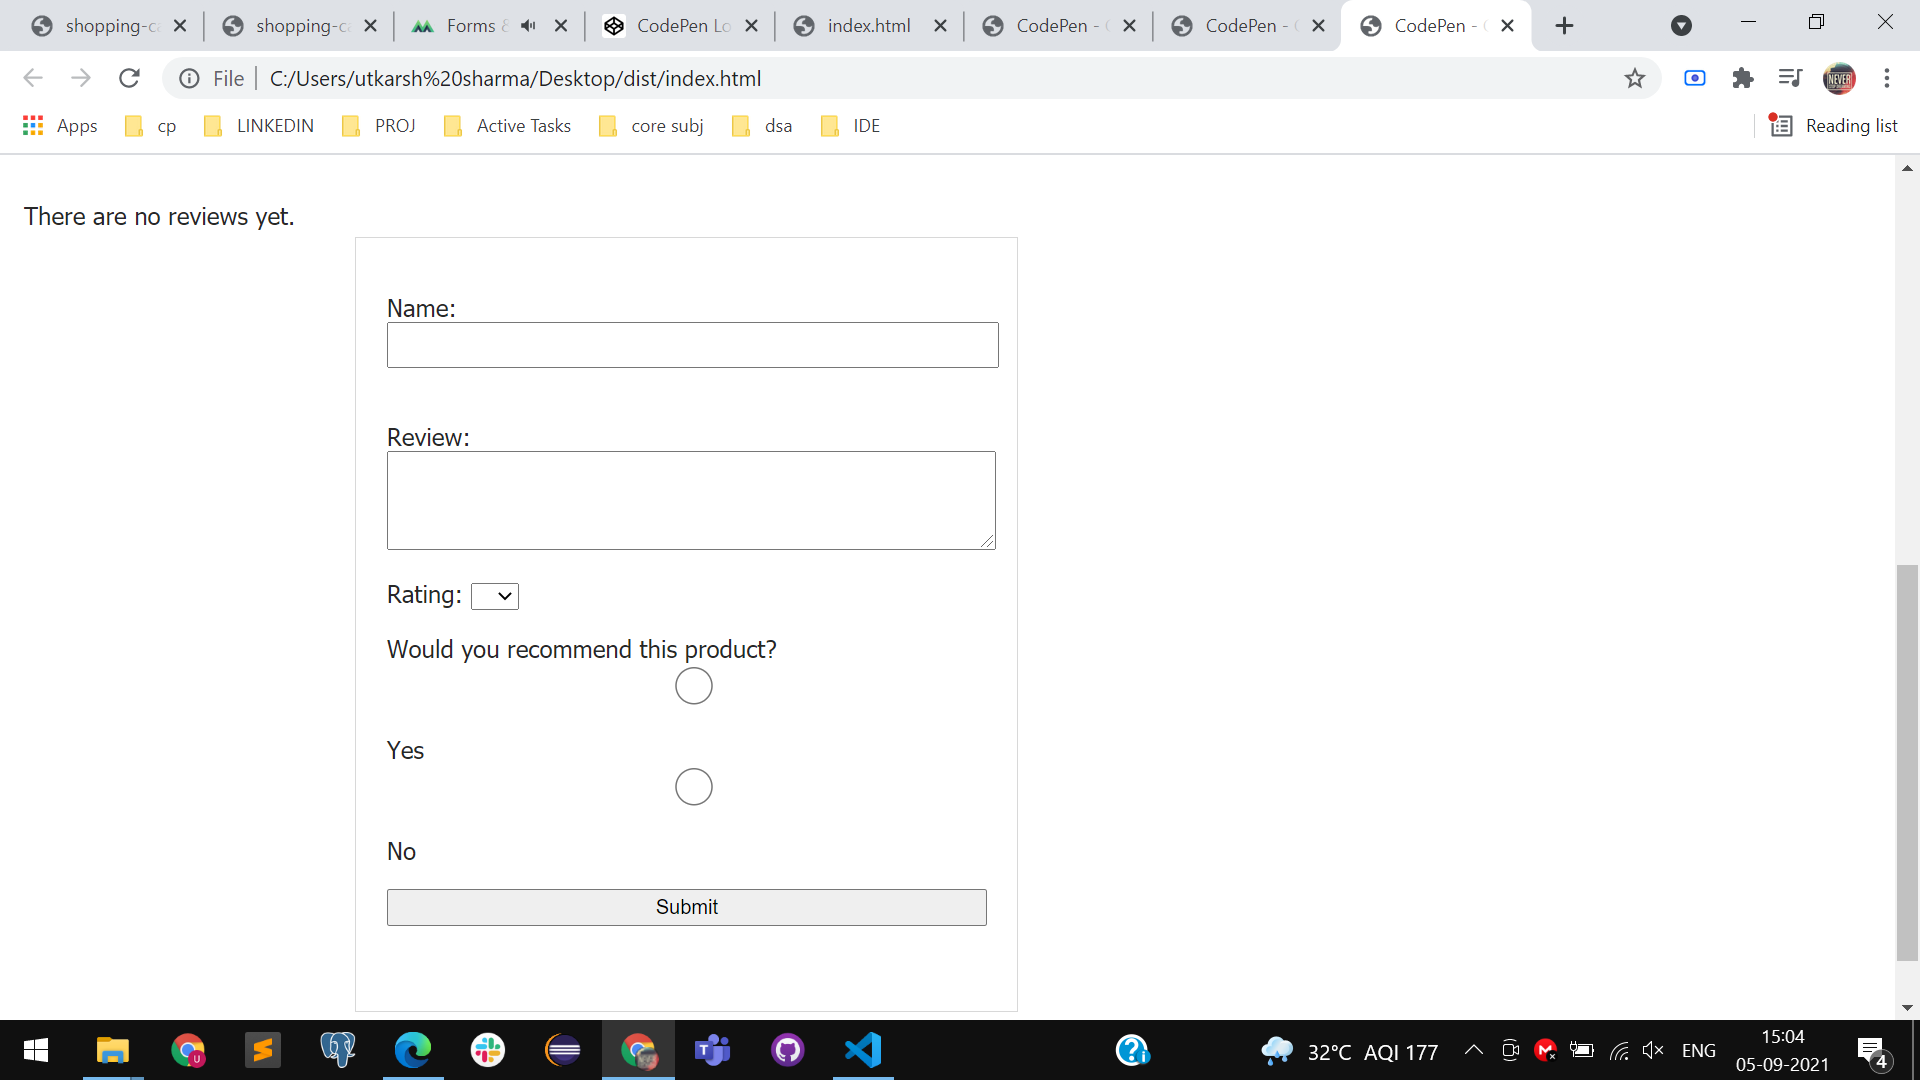 shopping-c
shopping-c
Forms &
CodePen Lo
index.html
CodePen -
CodePen -
CodePen -
File
C:/Users/utkarsh%20sharma/Desktop/dist/index.html
Apps
cp
LINKEDIN
PROJ
Active Tasks
core subj
dsa
IDE
Reading list
There are no reviews yet.
Name:
Review:
Rating:
Would you recommend this product?
Yes
No
Submit
32°C AQI 177
ENG
15:04
05-09-2021
4